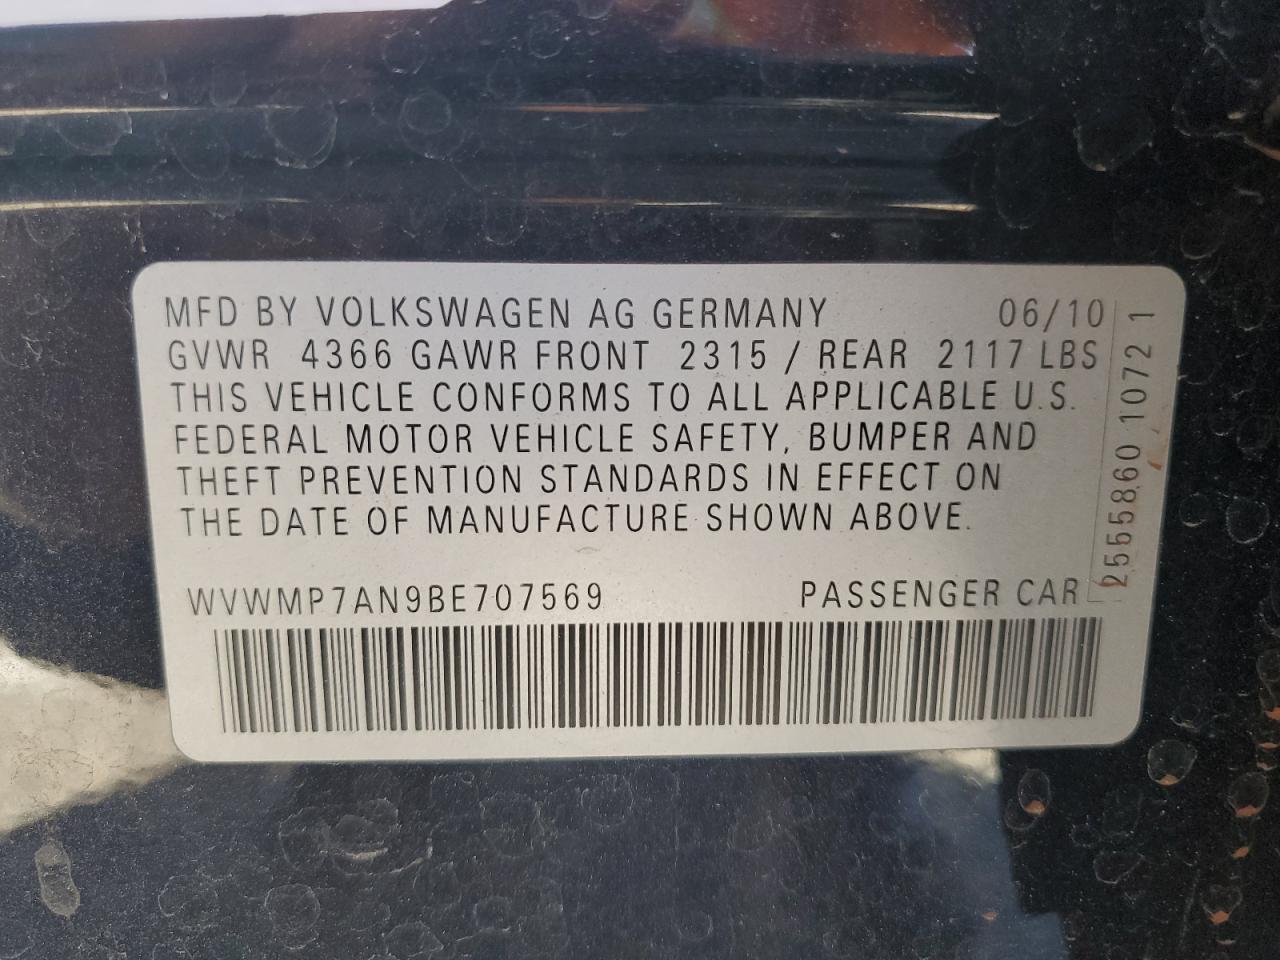 MFD BY VOLKSWAGEN AG GERMANY 06/10
GVWR 4366 GAWR FRONT 2315 / REAR 2117 LBS
THIS VEHICLE CONFORMS TO ALL APPLICABLE U.S.
FEDERAL MOTOR VEHICLE SAFETY, BUMPER AND
THEFT PREVENTION STANDARDS IN EFFECT ON
THE DATE OF MANUFACTURE SHOWN ABOVE.
WVWMP7AN9BE707569 PASSENGER CAR
2555860 1072 1